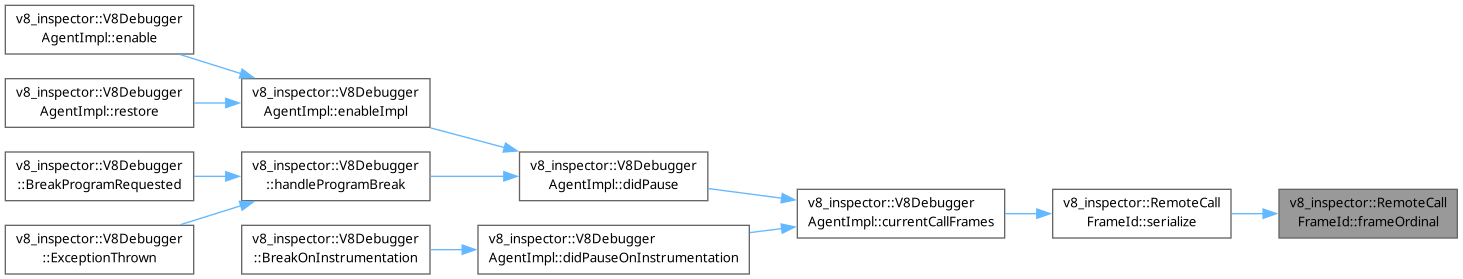 v8_inspector::V8Debugger
AgentImpl::enable
v8_inspector::V8Debugger
AgentImpl::restore
v8_inspector::V8Debugger
AgentImpl::enableImpl
v8_inspector::V8Debugger
::BreakProgramRequested
v8_inspector::V8Debugger
::handleProgramBreak
v8_inspector::V8Debugger
AgentImpl::didPause
v8_inspector::V8Debugger
::ExceptionThrown
v8_inspector::V8Debugger
::BreakOnInstrumentation
v8_inspector::V8Debugger
AgentImpl::didPauseOnInstrumentation
v8_inspector::V8Debugger
AgentImpl::currentCallFrames
v8_inspector::RemoteCall
FrameId::serialize
v8_inspector::RemoteCall
FrameId::frameOrdinal